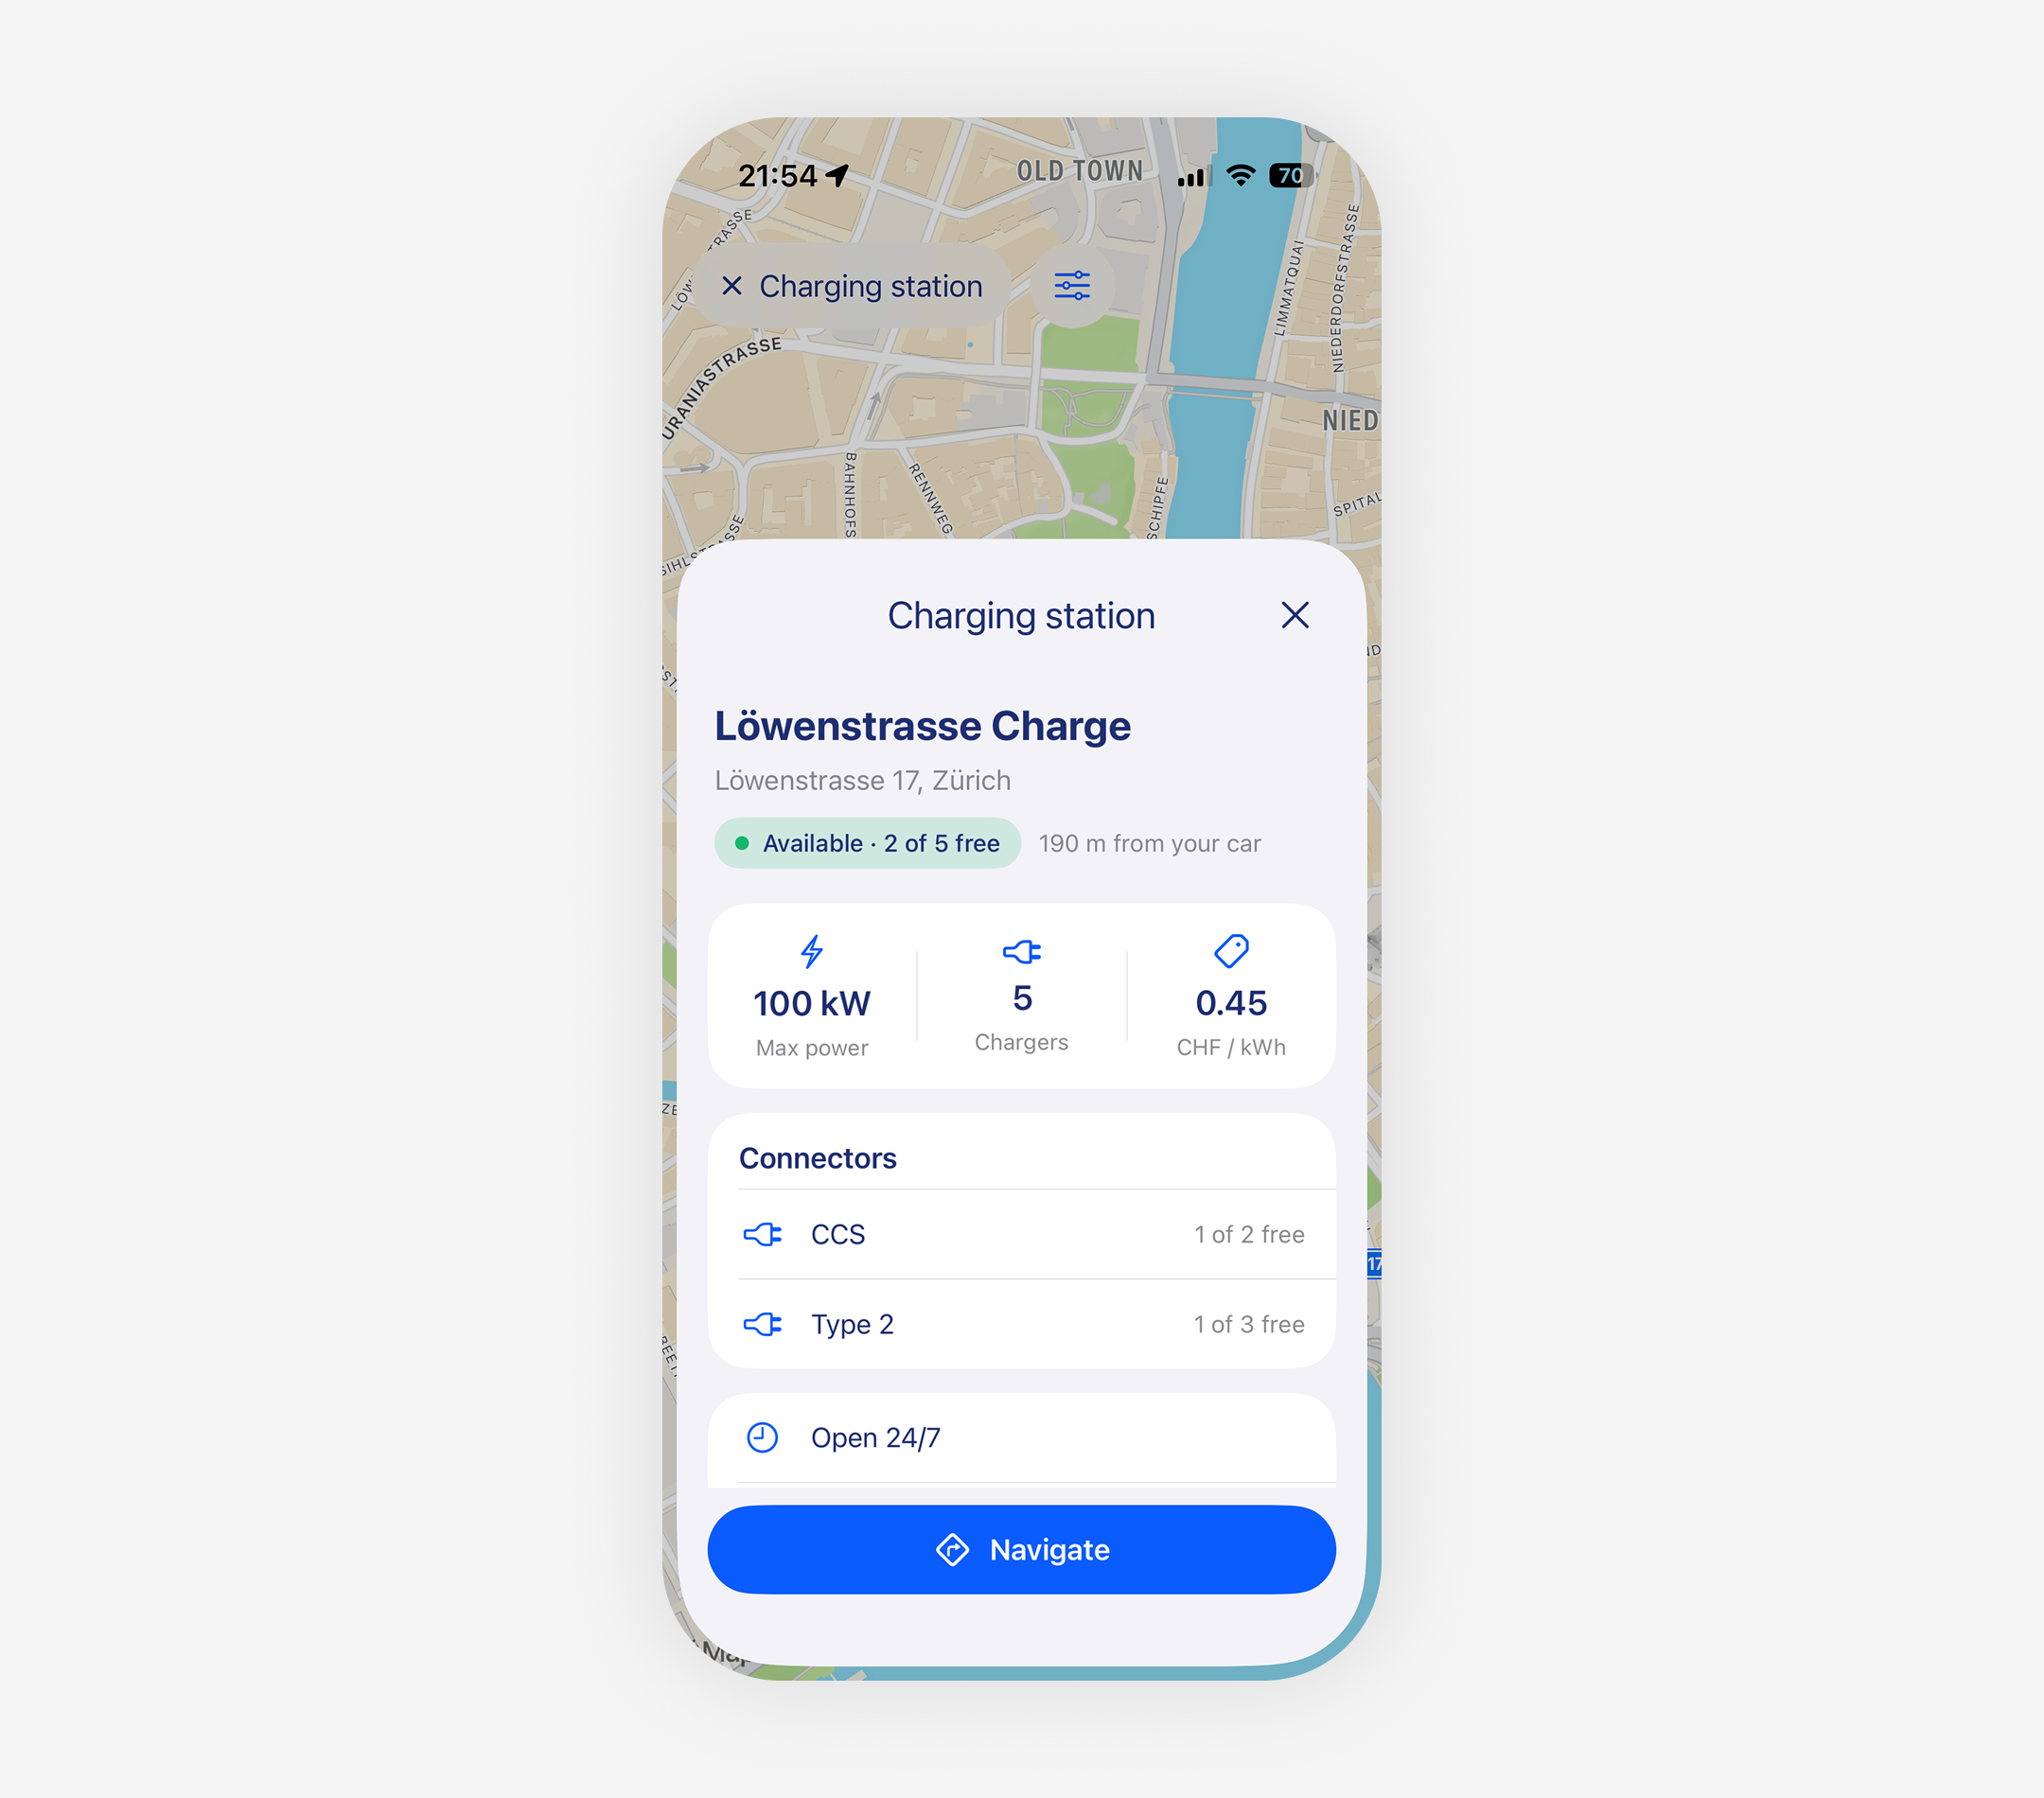 21:54
OLD TOWN
70
Charging station
URANIASTRASSE
LIMMATQUAI
NIEDERDORFSTRASSE
NIED
BAHNHOFS
RENNWEG
SCHIPFE
SPITAL
Charging station
Löwenstrasse Charge
Löwenstrasse 17, Zürich
Available · 2 of 5 free
190 m from your car
100 kW
Max power
5
Chargers
0.45
CHF / kWh
Connectors
CCS
1 of 2 free
Type 2
1 of 3 free
17
Open 24/7
Navigate